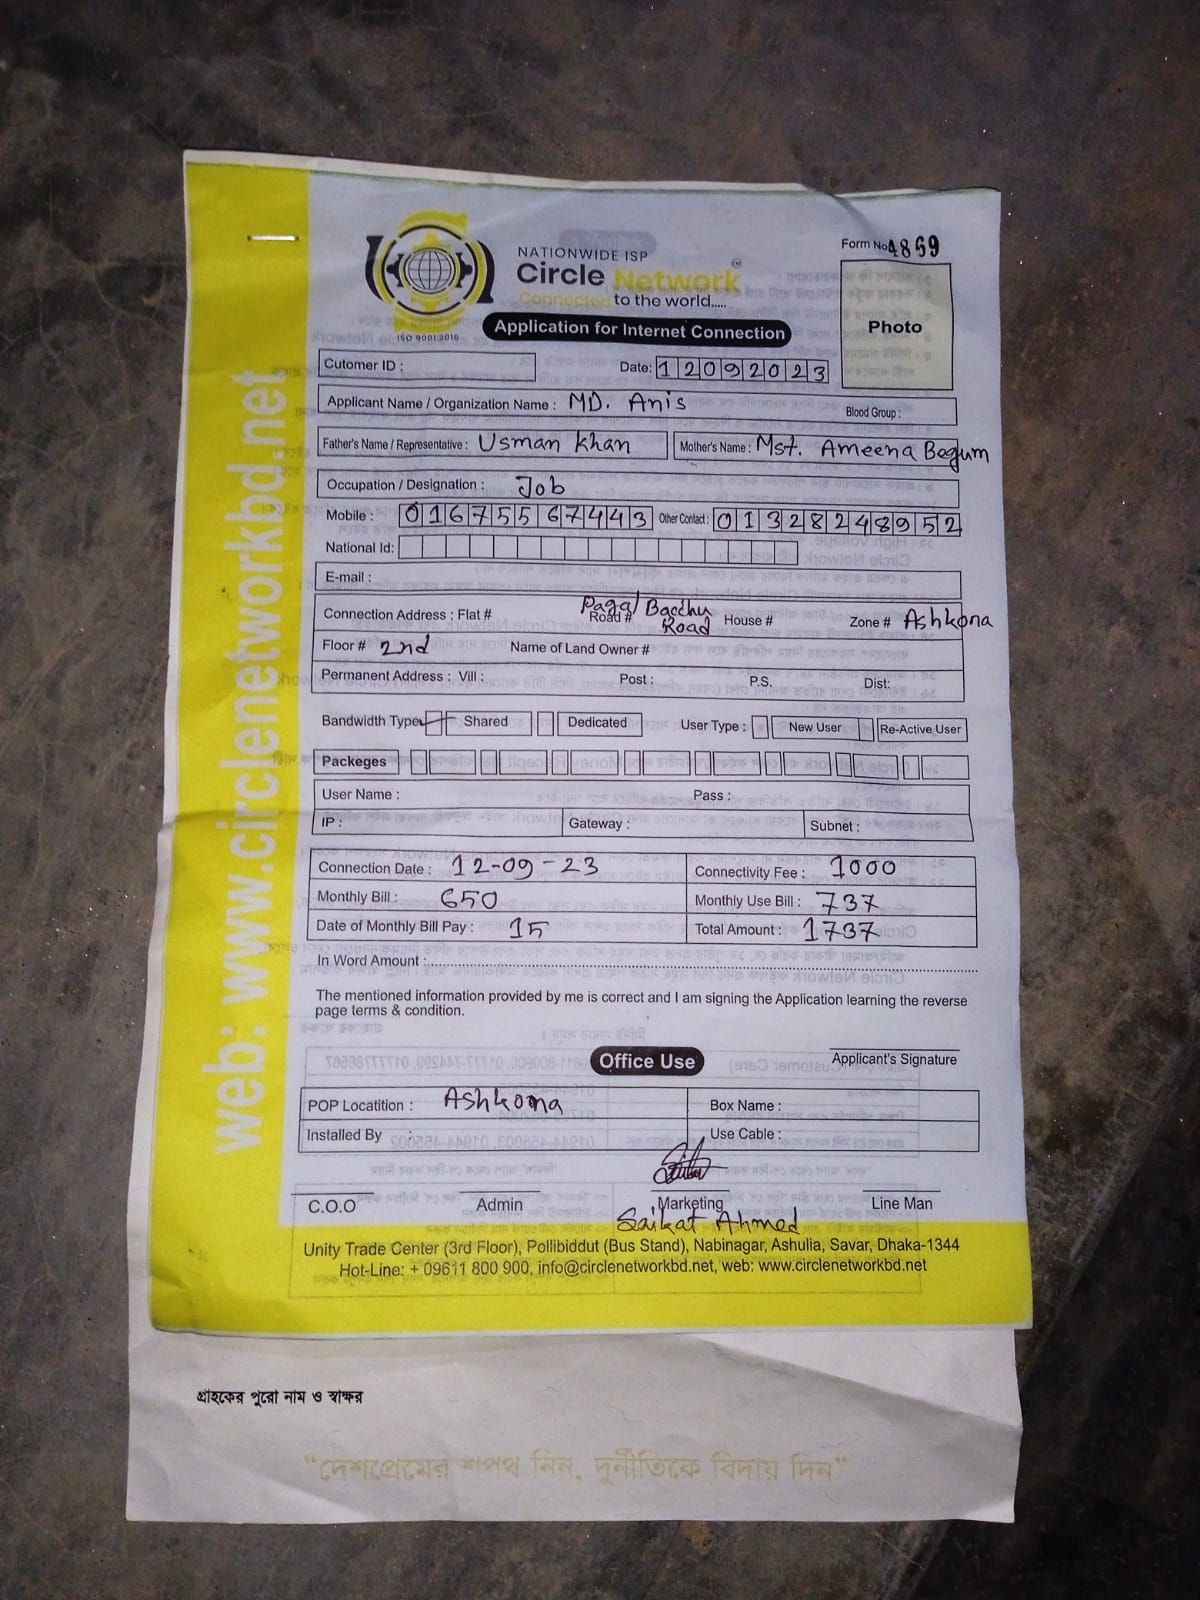 NATIONWIDE ISP
Circle Network
Connected to the world.....
ISO 9001:2016
Form No 4869
Photo
Application for Internet Connection
Cutomer ID :
Date: 12092023
Applicant Name / Organization Name : MD. Anis
Blood Group :
Father's Name / Representative : Usman Khan
Mother's Name : Mst. Ameena Begum
Occupation / Designation : Job
Mobile : 01675567443
Other Contact : 01328248952
National Id:
E-mail :
Connection Address : Flat # Road # Pagal Bacchu Road House # Zone # Ashkona
Floor # 2nd Name of Land Owner #
Permanent Address : Vill : Post : P.S. Dist:
Bandwidth Type Shared Dedicated User Type : New User Re-Active User
Packeges
User Name : Pass :
IP : Gateway : Subnet :
Connection Date : 12-09-23 Connectivity Fee : 1000
Monthly Bill : 650 Monthly Use Bill : 737
Date of Monthly Bill Pay : 15 Total Amount : 1737
In Word Amount :
The mentioned information provided by me is correct and I am signing the Application learning the reverse
page terms & condition.
Office Use
Applicant's Signature
POP Locatition : Ashkona Box Name :
Installed By : Use Cable :
C.O.O Admin Marketing Line Man
Saikat Ahmed
Unity Trade Center (3rd Floor), Pollibiddut (Bus Stand), Nabinagar, Ashulia, Savar, Dhaka-1344
Hot-Line: + 09611 800 900, info@circlenetworkbd.net, web: www.circlenetworkbd.net
web: www.circlenetworkbd.net
গ্রাহকের পুরো নাম ও স্বাক্ষর
"দেশপ্রেমের শপথ নিন, দুর্নীতিকে বিদায় দিন"